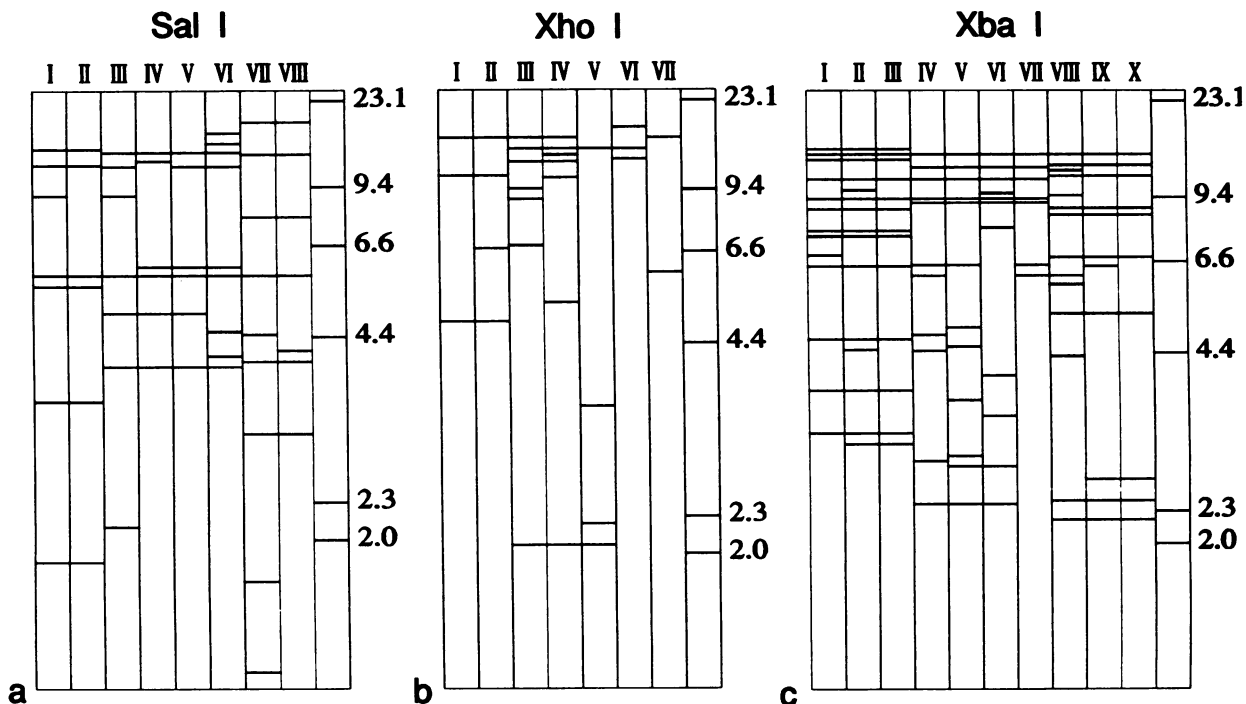 Sal I
I II III IV V VI VII VIII
23.1
9.4
6.6
4.4
2.3
2.0
a
Xho I
I II III IV V VI VII
23.1
9.4
6.6
4.4
2.3
2.0
b
Xba I
I II III IV V VI VII VIII IX X
23.1
9.4
6.6
4.4
2.3
2.0
c